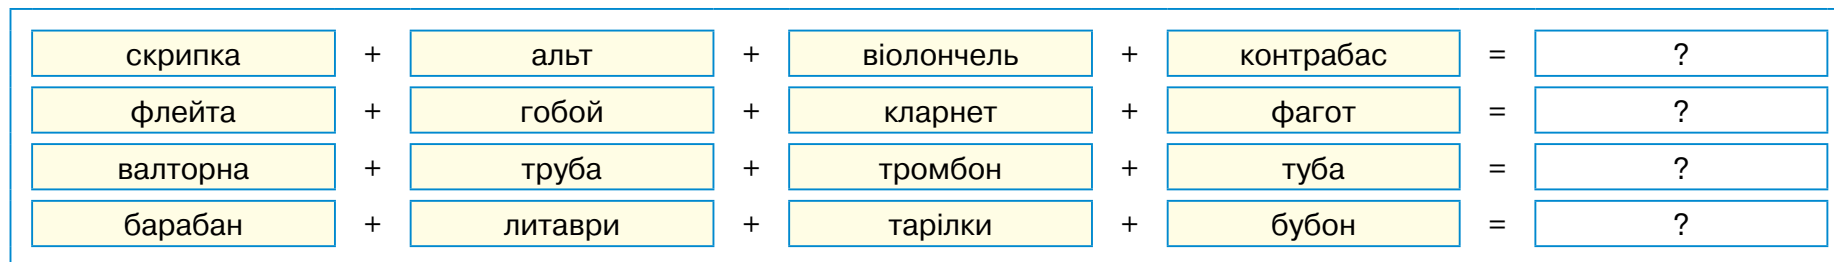 скрипка + альт + віолончель + контрабас = ?
флейта + гобой + кларнет + фагот = ?
валторна + труба + тромбон + туба = ?
барабан + литаври + тарілки + бубон = ?